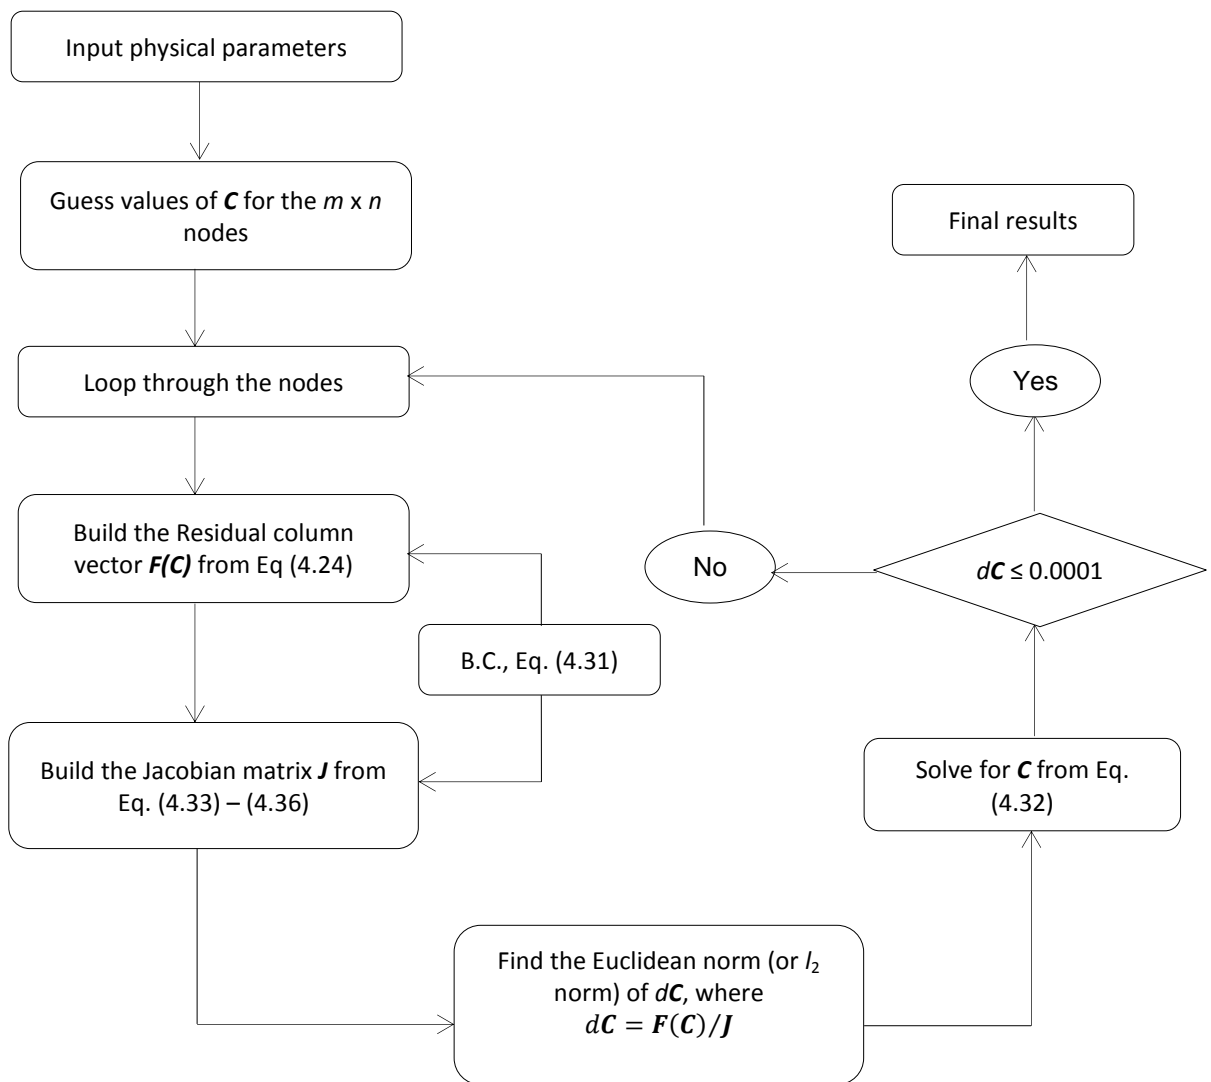 Input physical parameters
Guess values of C for the m x n
nodes
Loop through the nodes
Build the Residual column
vector F(C) from Eq (4.24)
B.C., Eq. (4.31)
Build the Jacobian matrix J from
Eq. (4.33) – (4.36)
Find the Euclidean norm (or l₂
norm) of dC, where
dC = F(C)/J
Solve for C from Eq.
(4.32)
dC ≤ 0.0001
No
Yes
Final results